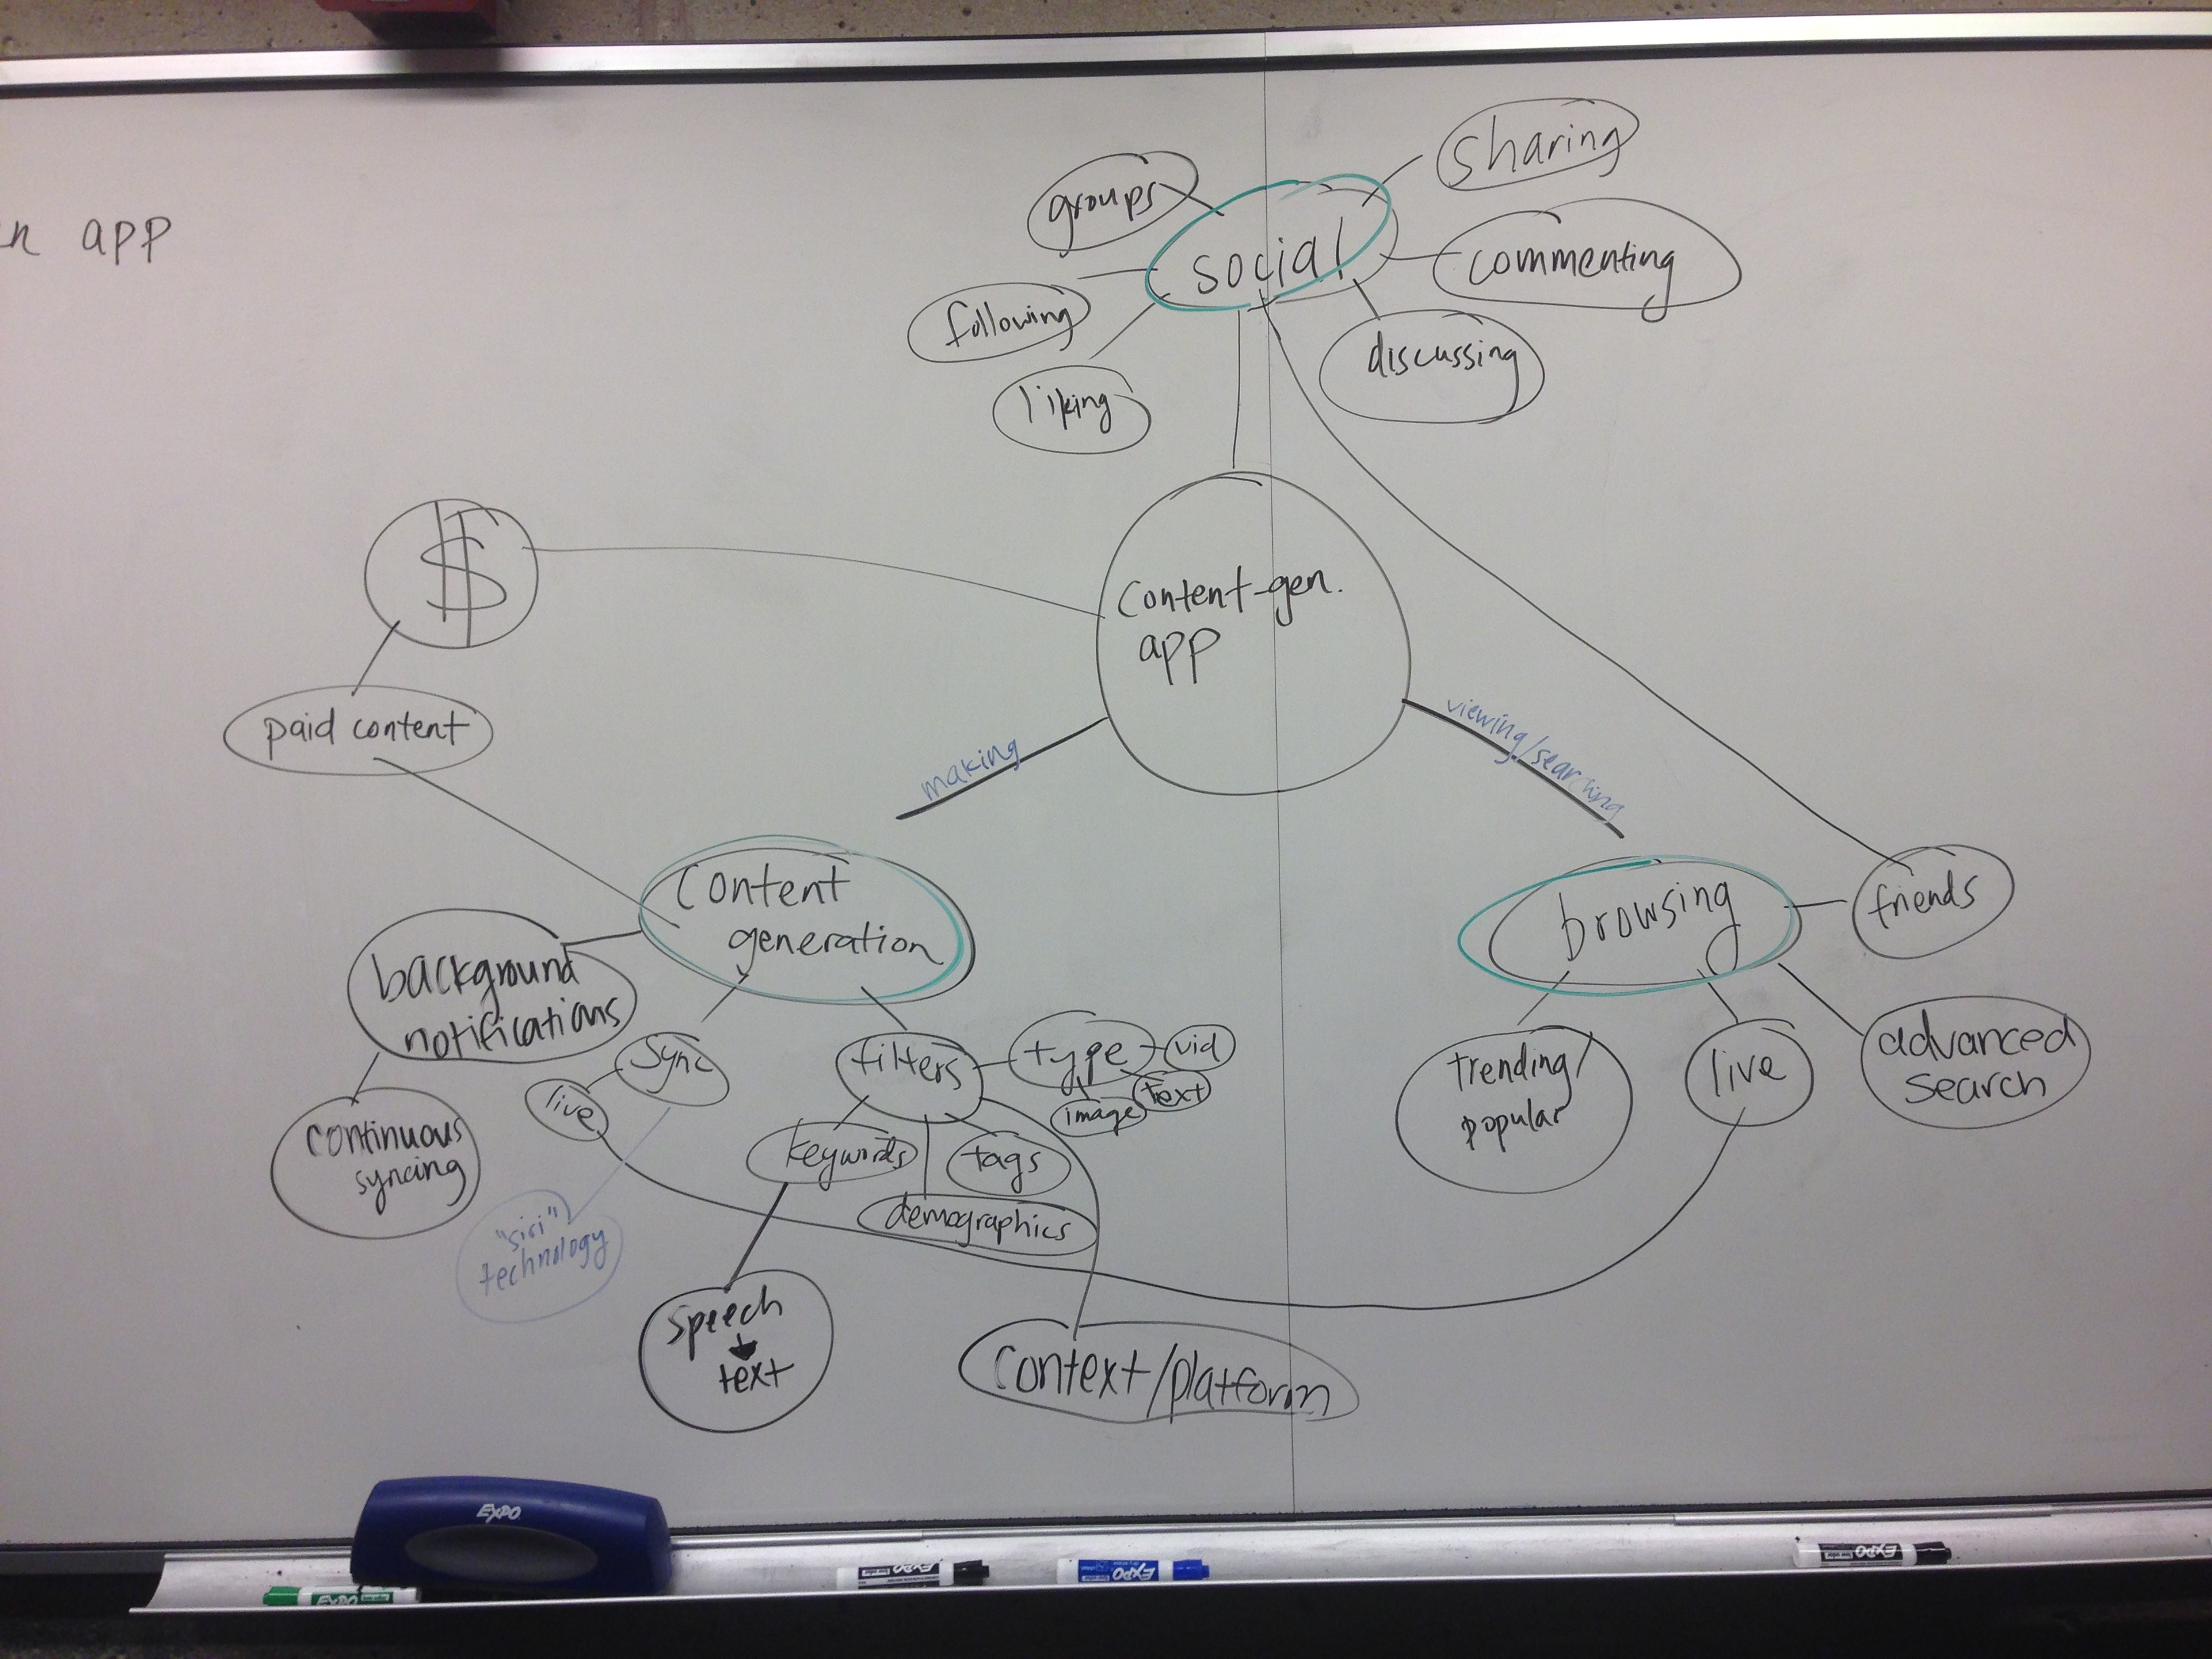 sharing
groups
social
commenting
app
following
discussing
liking
$
content-gen.
app
paid content
making
viewing/searching
content
generation
browsing
friends
background
notifications
sync
filters
type
vid
text
image
live
trending/
popular
live
advanced
search
continuous
syncing
keywords
tags
demographics
"siri"
technology
speech
text
context/platform
EXPO
EXPO
EXPO
EXPO
EXPO